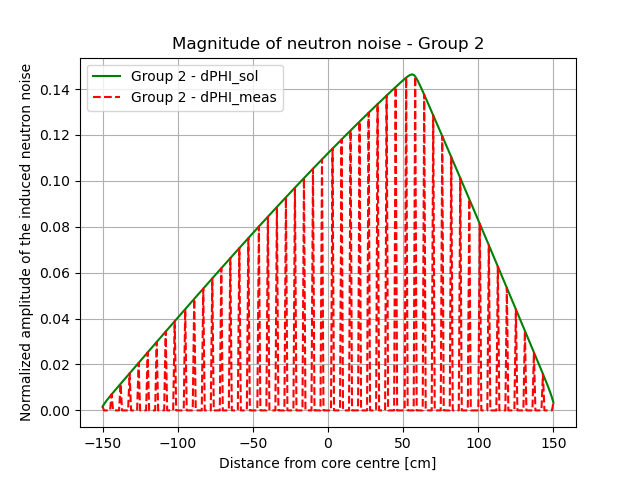 Magnitude of neutron noise - Group 2
Group 2 - dPHI_sol
Group 2 - dPHI_meas
Normalized amplitude of the induced neutron noise
0.14
0.12
0.10
0.08
0.06
0.04
0.02
0.00
−150 −100 −50 0 50 100 150
Distance from core centre [cm]